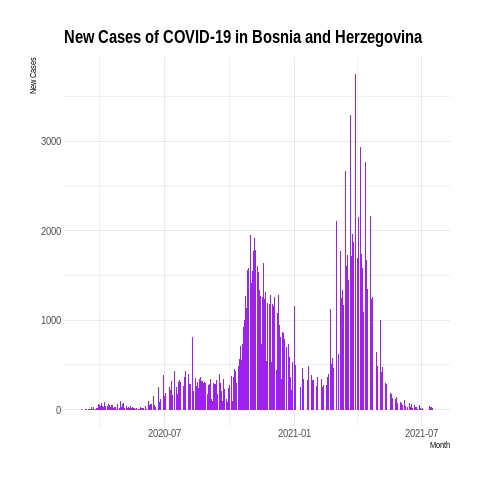 New Cases of COVID-19 in Bosnia and Herzegovina
New Cases
3000
2000
1000
0
2020-07 2021-01 2021-07
Month